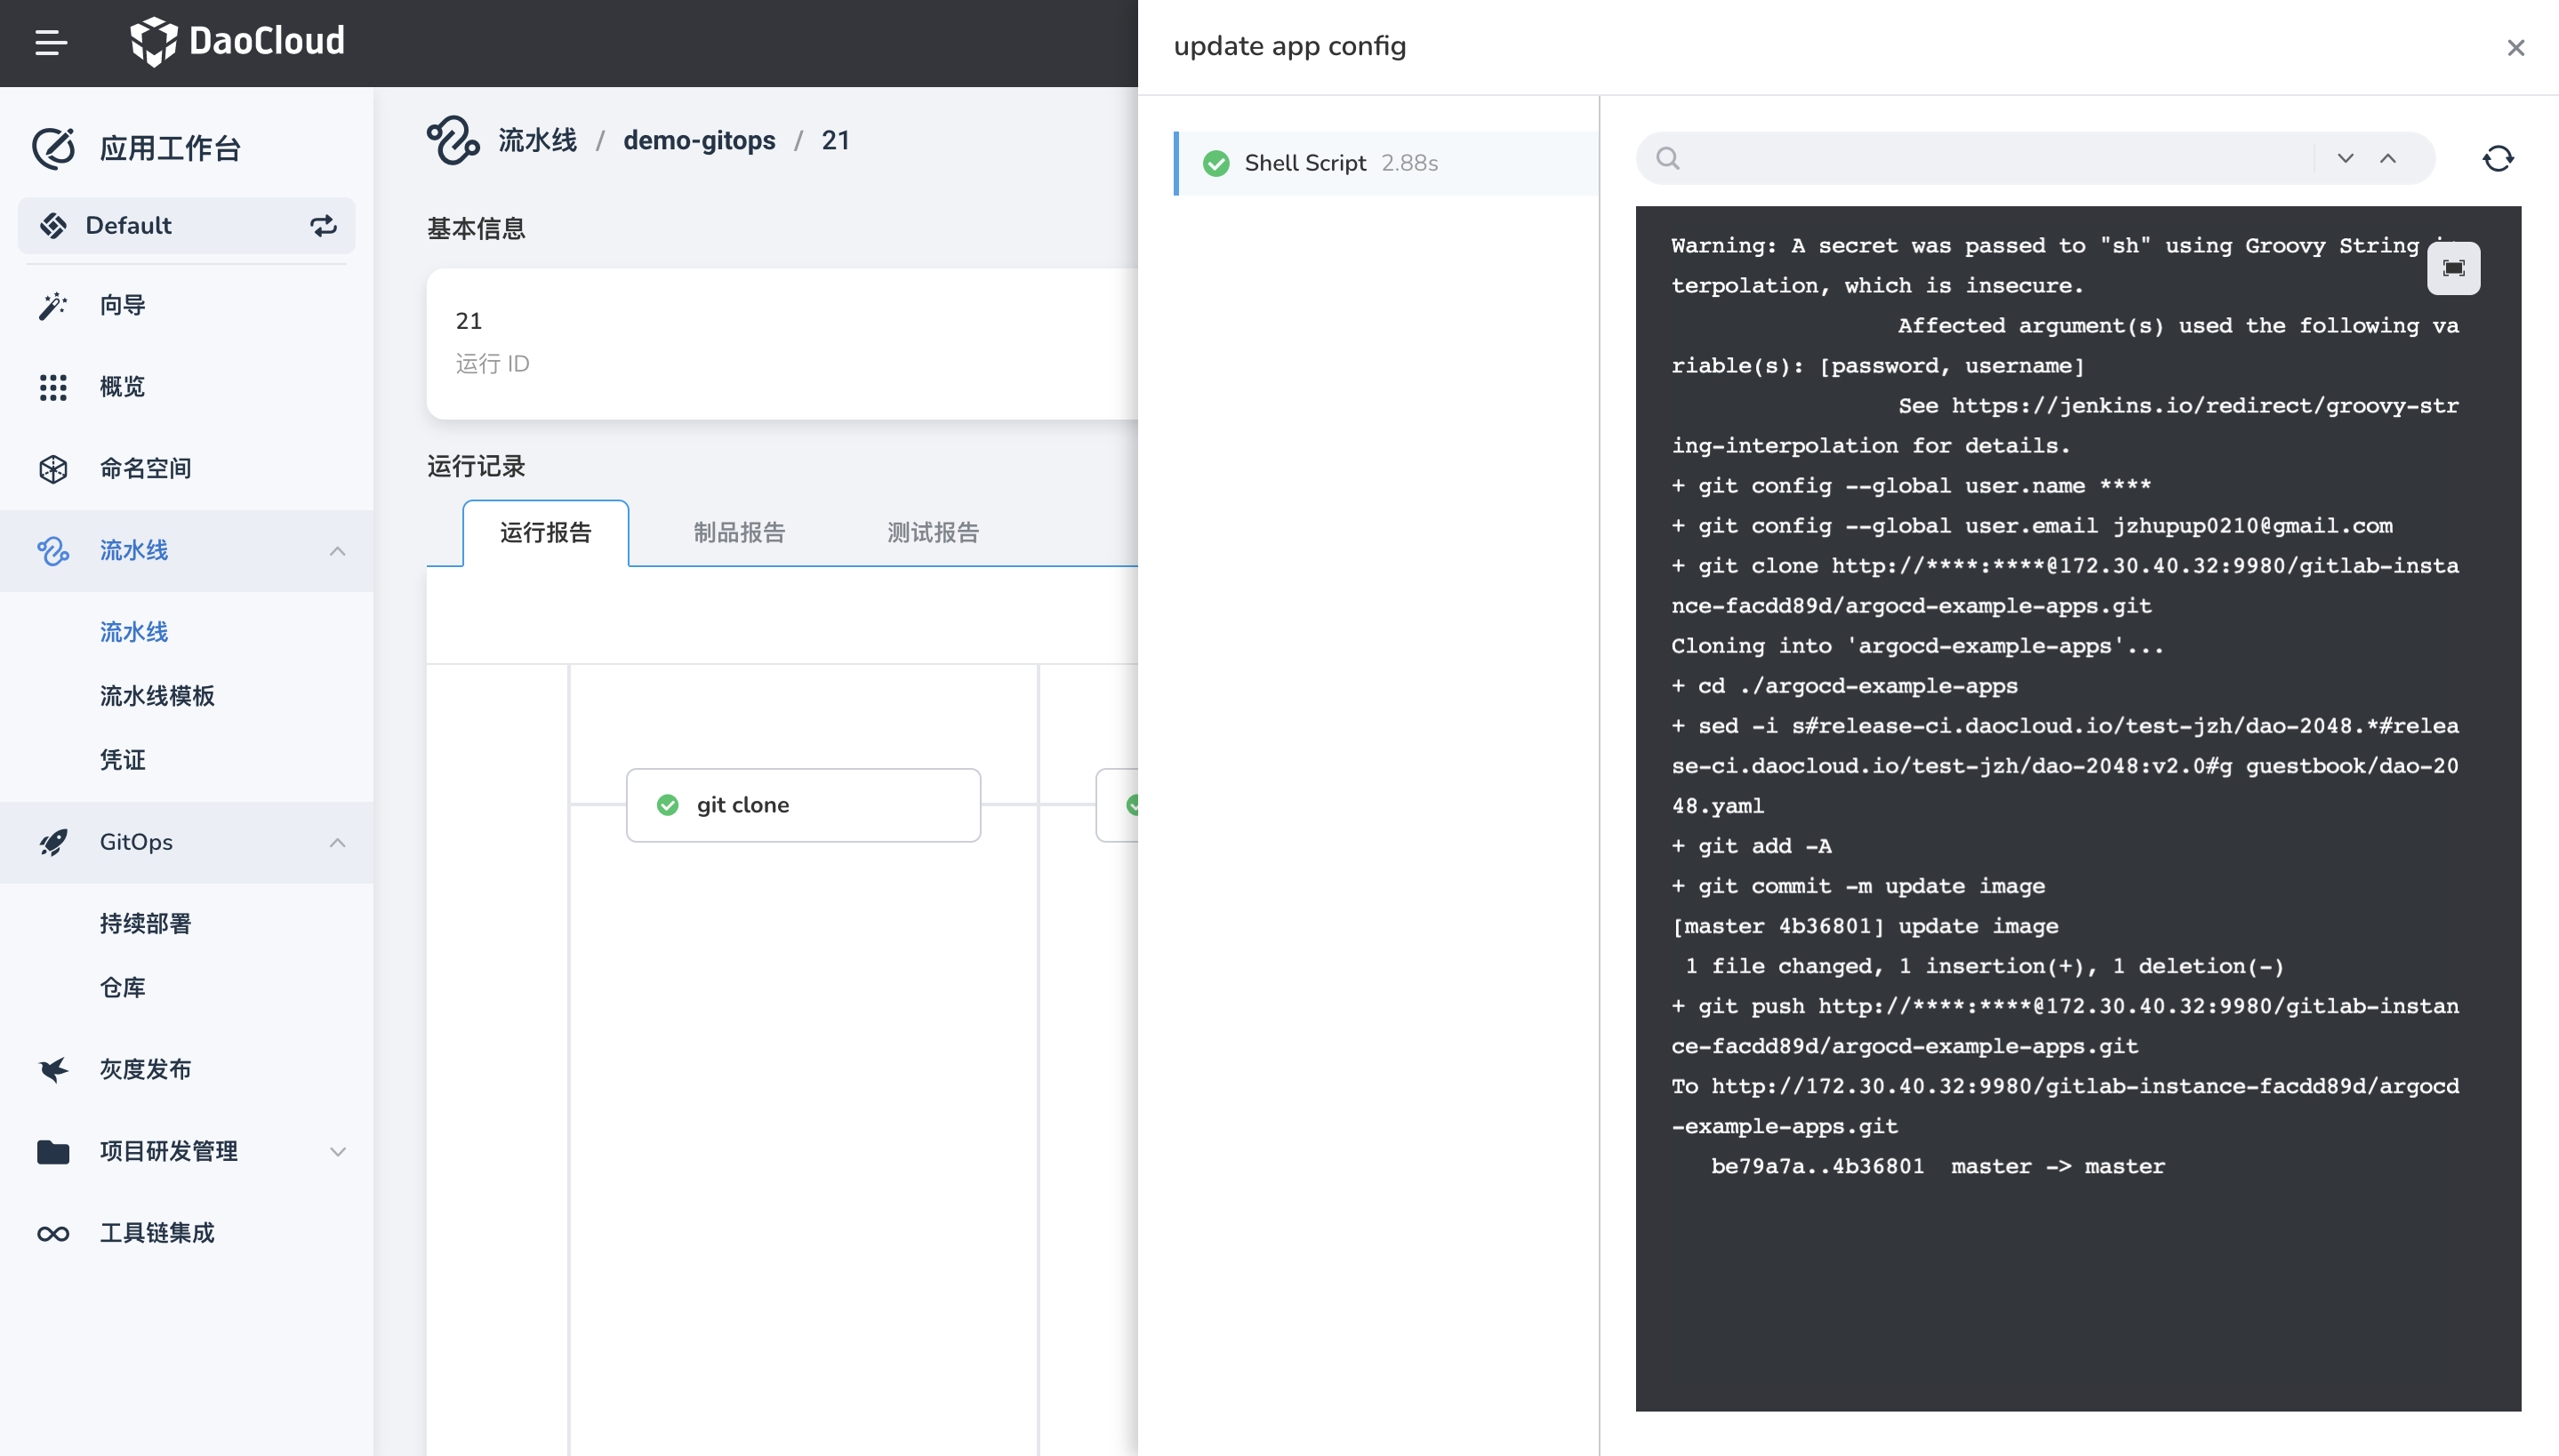 DaoCloud
应用工作台
Default
向导
概览
命名空间
流水线
流水线
流水线模板
凭证
GitOps
持续部署
仓库
灰度发布
项目研发管理
工具链集成
流水线 / demo-gitops / 21
基本信息
21
运行 ID
运行记录
运行报告
制品报告
测试报告
git clone
update app config
Shell Script 2.88s
Warning: A secret was passed to "sh" using Groovy String
terpolation, which is insecure.
Affected argument(s) used the following va
riable(s): [password, username]
See https://jenkins.io/redirect/groovy-str
ing-interpolation for details.
+ git config --global user.name ****
+ git config --global user.email jzhupup0210@gmail.com
+ git clone http://****:****@172.30.40.32:9980/gitlab-insta
nce-facdd89d/argocd-example-apps.git
Cloning into 'argocd-example-apps'...
+ cd ./argocd-example-apps
+ sed -i s#release-ci.daocloud.io/test-jzh/dao-2048.*#relea
se-ci.daocloud.io/test-jzh/dao-2048:v2.0#g guestbook/dao-20
48.yaml
+ git add -A
+ git commit -m update image
[master 4b36801] update image
1 file changed, 1 insertion(+), 1 deletion(-)
+ git push http://****:****@172.30.40.32:9980/gitlab-instan
ce-facdd89d/argocd-example-apps.git
To http://172.30.40.32:9980/gitlab-instance-facdd89d/argocd
-example-apps.git
be79a7a..4b36801  master -> master